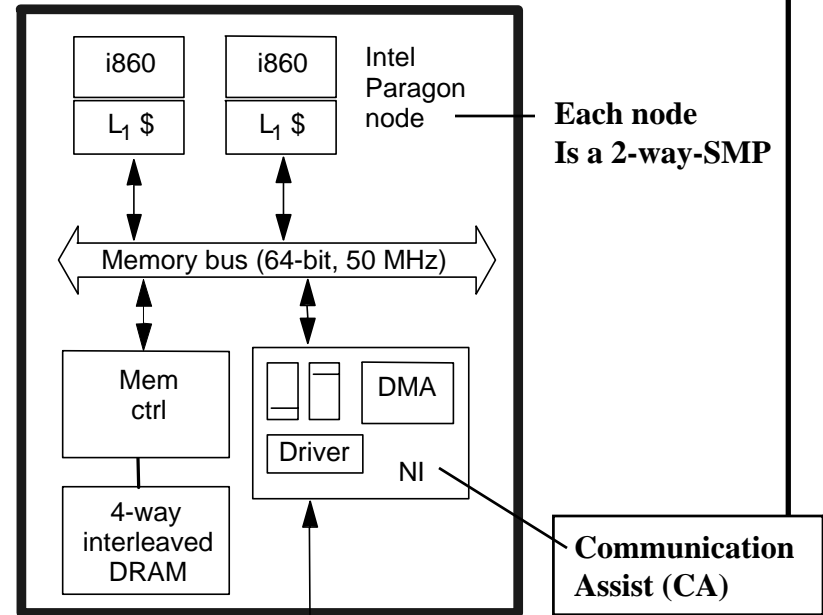 i860
i860
Intel
Paragon
node
L1 $
L1 $
Each node
Is a 2-way-SMP
Memory bus (64-bit, 50 MHz)
Mem
ctrl
DMA
Driver
NI
4-way
interleaved
DRAM
Communication
Assist (CA)